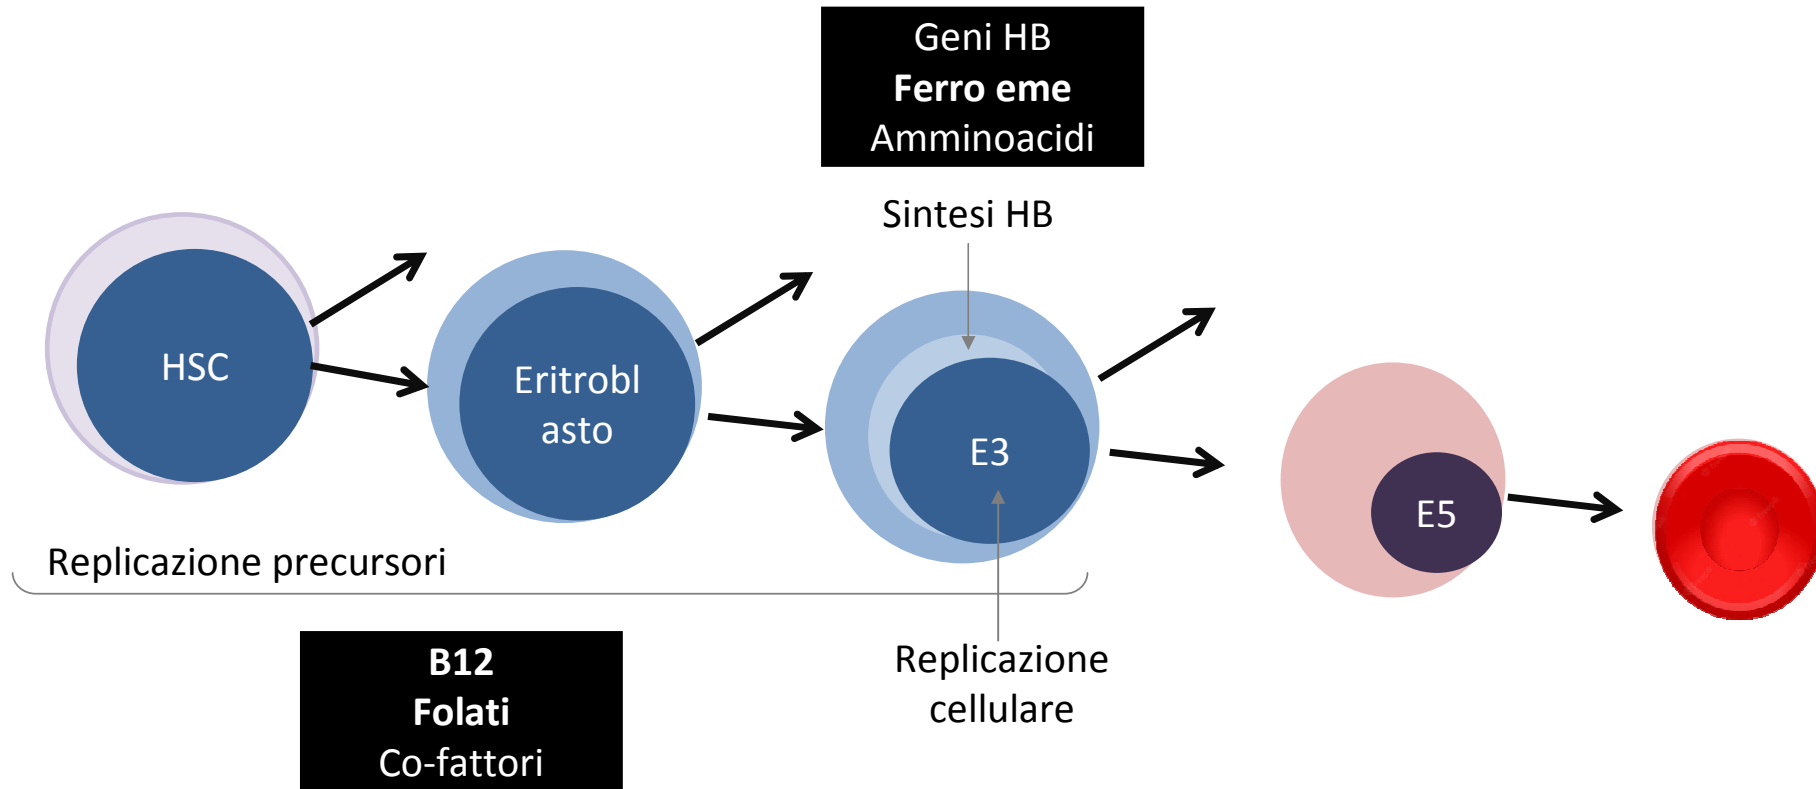 Geni HB
Ferro eme
Amminoacidi
Sintesi HB
HSC
Eritrobl
asto
E3
E5
Replicazione precursori
B12
Folati
Co-fattori
Replicazione
cellulare